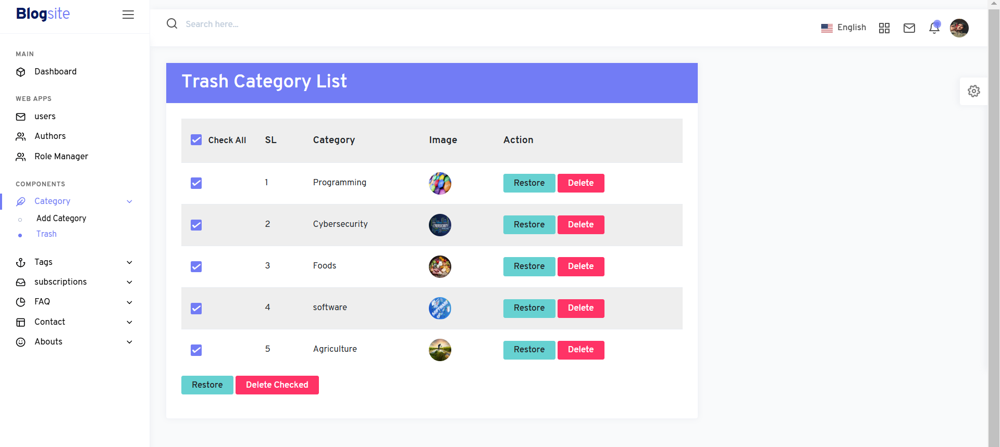 Blogsite
Search here...
English
MAIN
Dashboard
WEB APPS
users
Authors
Role Manager
COMPONENTS
Category
Add Category
Trash
Tags
subscriptions
FAQ
Contact
Abouts
Trash Category List
Check All SL Category Image Action
1 Programming Restore Delete
2 Cybersecurity CYBERSECURITY Restore Delete
3 Foods Restore Delete
4 software SOFTWARE Restore Delete
5 Agriculture Restore Delete
Restore Delete Checked